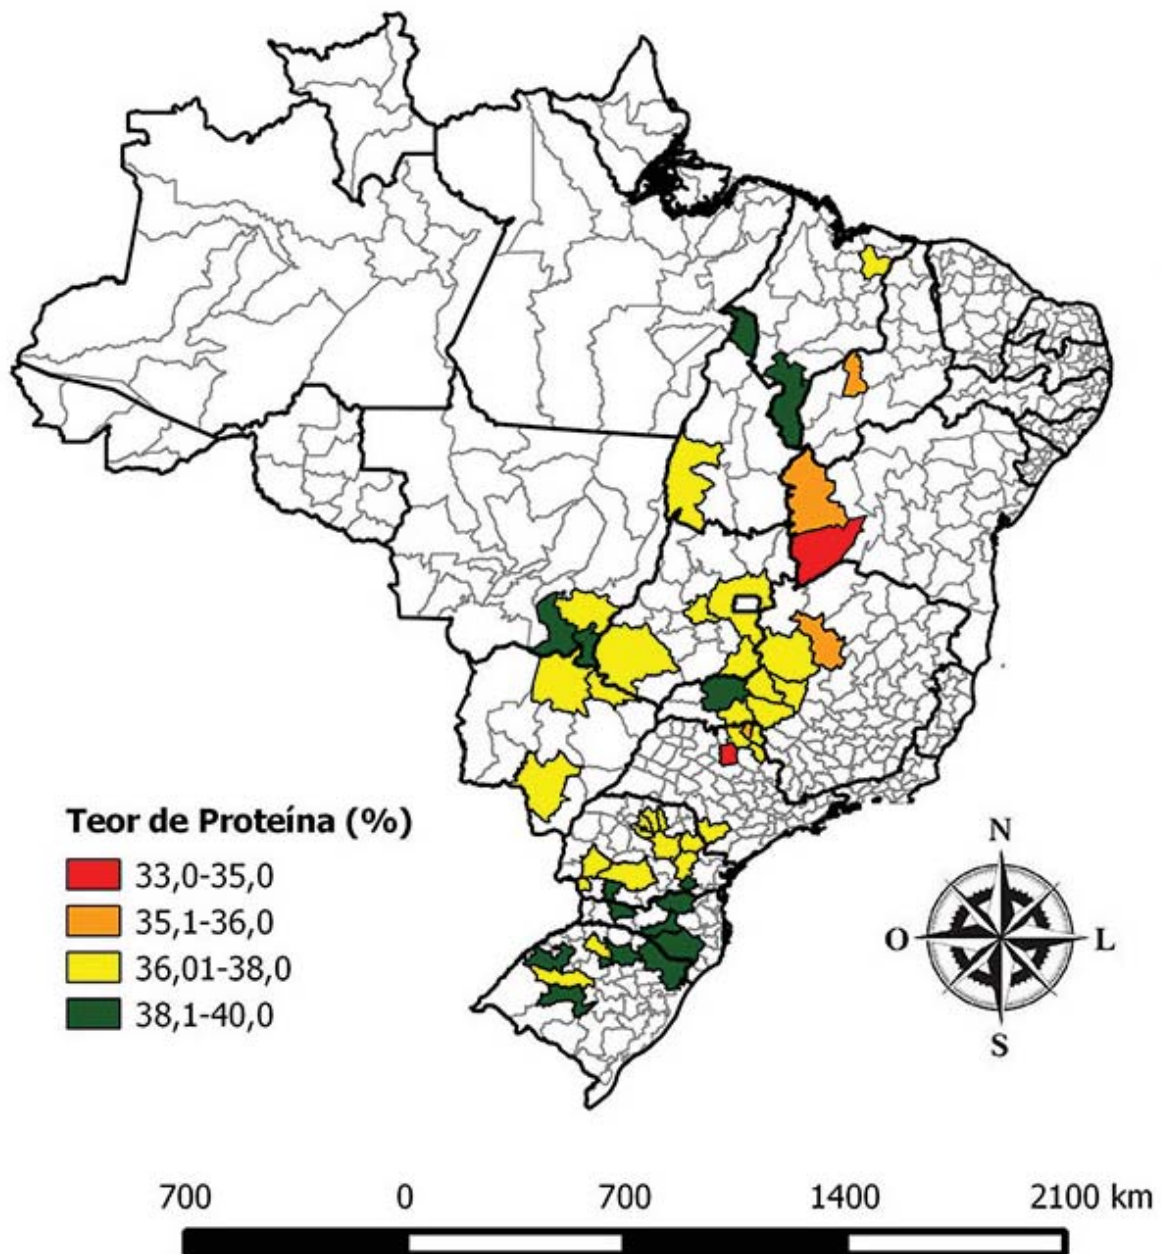 Teor de Proteína (%)
33,0-35,0
35,1-36,0
36,01-38,0
38,1-40,0
N
O
L
S
700 0 700 1400 2100 km